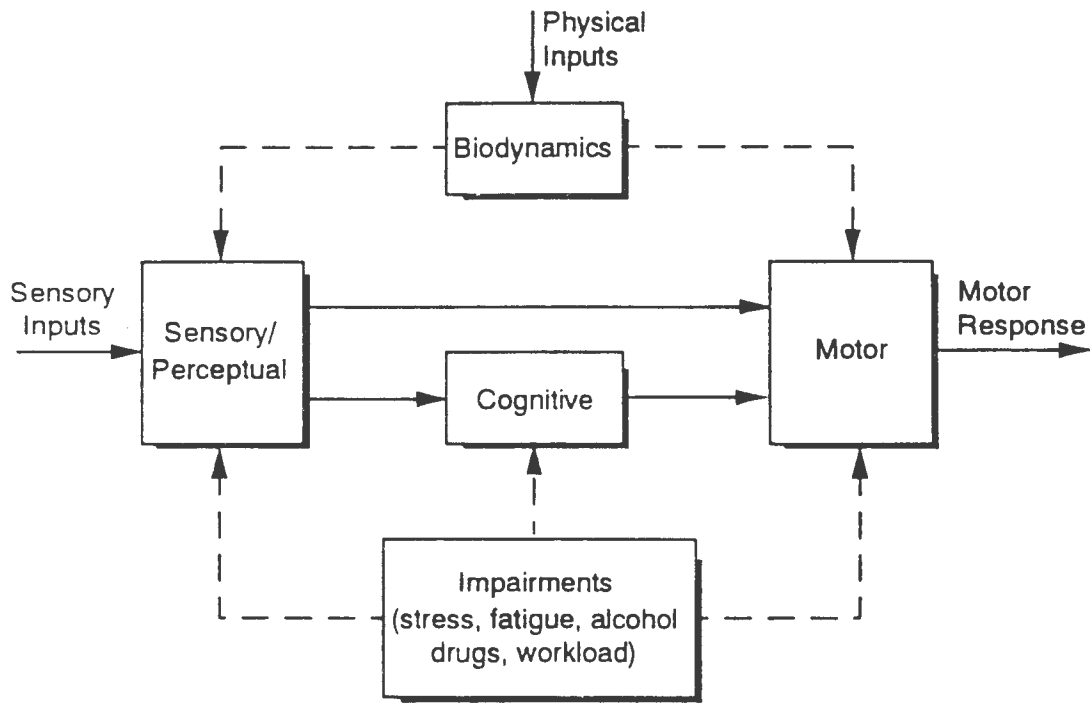 Physical
Inputs
Biodynamics
Sensory
Inputs
Sensory/
Perceptual
Cognitive
Motor
Motor
Response
Impairments
(stress, fatigue, alcohol
drugs, workload)